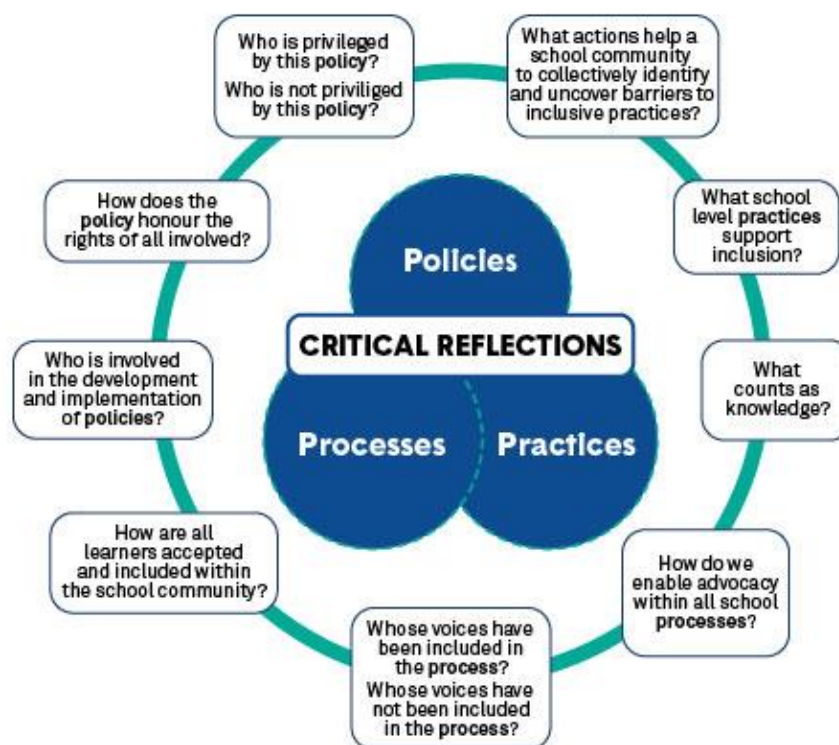 Who is privileged
by this policy?
Who is not priviliged
by this policy?
What actions help a
school community
to collectively identify
and uncover barriers to
inclusive practices?
How does the
policy honour the
rights of all involved?
What school
level practices
support
inclusion?
Policies
CRITICAL REFLECTIONS
Processes
Practices
Who is involved
in the development
and implementation
of policies?
What
counts as
knowledge?
How are all
learners accepted
and included within
the school community?
How do we
enable advocacy
within all school
processes?
Whose voices have
been included in
the process?
Whose voices have
not been included
in the process?